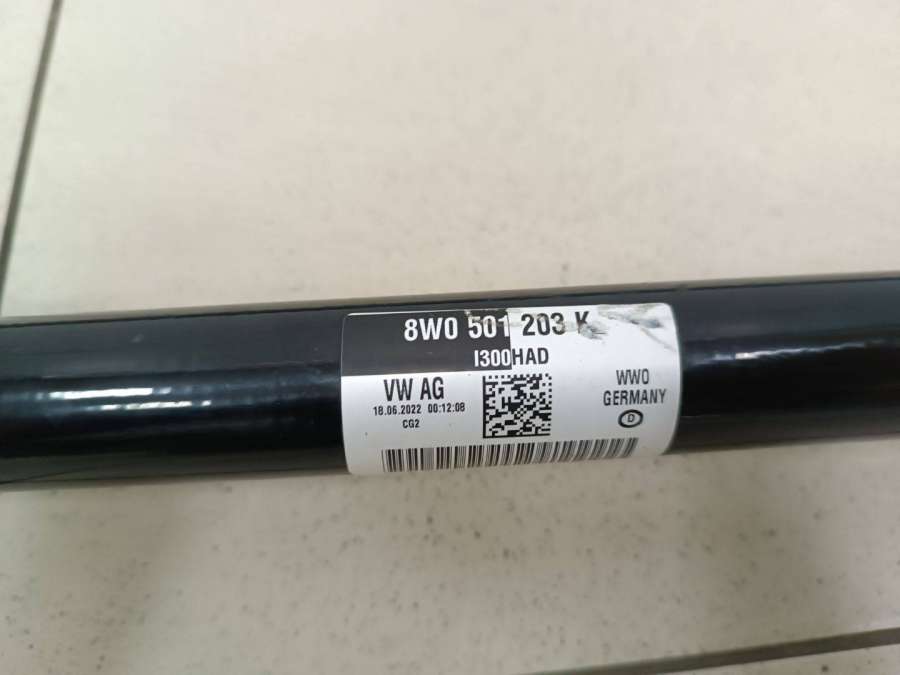 8W0 501 203 K
I300HAD
VW AG
18.06.2022 00:12:08
CG2
WWO
GERMANY
D